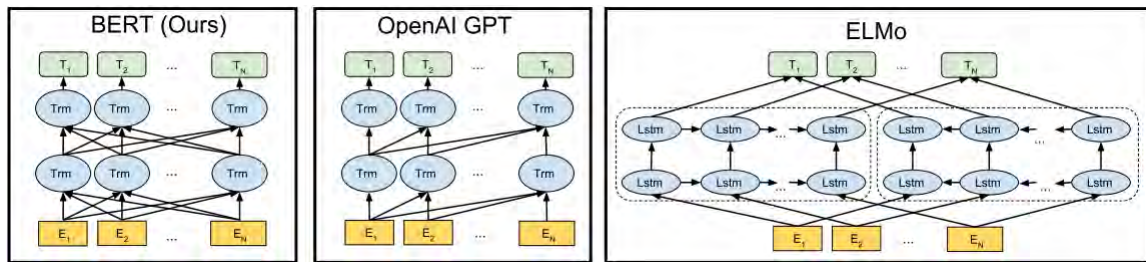 BERT (Ours)
T1 T2 ... TN
Trm Trm ... Trm
Trm Trm ... Trm
E1 E2 ... EN
OpenAI GPT
T1 T2 ... TN
Trm Trm ... Trm
Trm Trm ... Trm
E1 E2 ... EN
ELMo
T1 T2 ... TN
Lstm Lstm ... Lstm Lstm Lstm ... Lstm
Lstm Lstm ... Lstm Lstm Lstm ... Lstm
E1 E2 ... EN